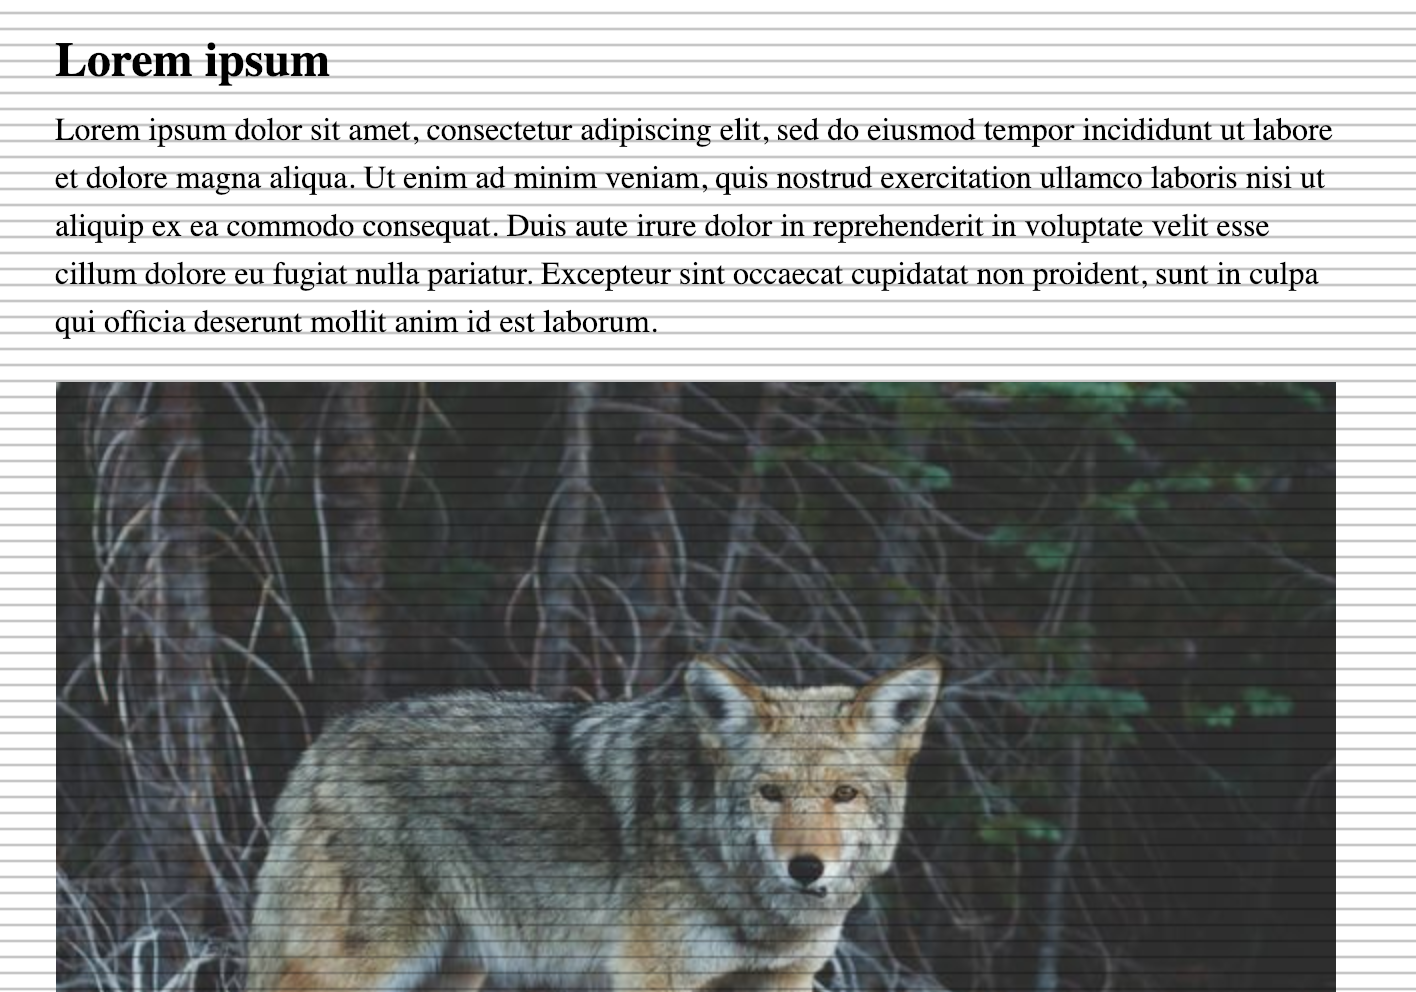 Lorem ipsum
Lorem ipsum dolor sit amet, consectetur adipiscing elit, sed do eiusmod tempor incididunt ut labore
et dolore magna aliqua. Ut enim ad minim veniam, quis nostrud exercitation ullamco laboris nisi ut
aliquip ex ea commodo consequat. Duis aute irure dolor in reprehenderit in voluptate velit esse
cillum dolore eu fugiat nulla pariatur. Excepteur sint occaecat cupidatat non proident, sunt in culpa
qui officia deserunt mollit anim id est laborum.